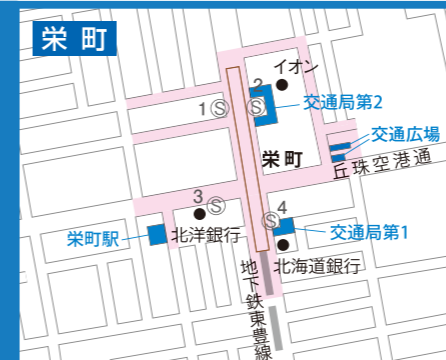 栄町
イオン
2
Ⓢ
交通局第2
1Ⓢ
交通広場
栄町
丘珠空港通
3
Ⓢ
4
Ⓢ
栄町駅
北洋銀行
交通局第1
北海道銀行
地下鉄東豊線